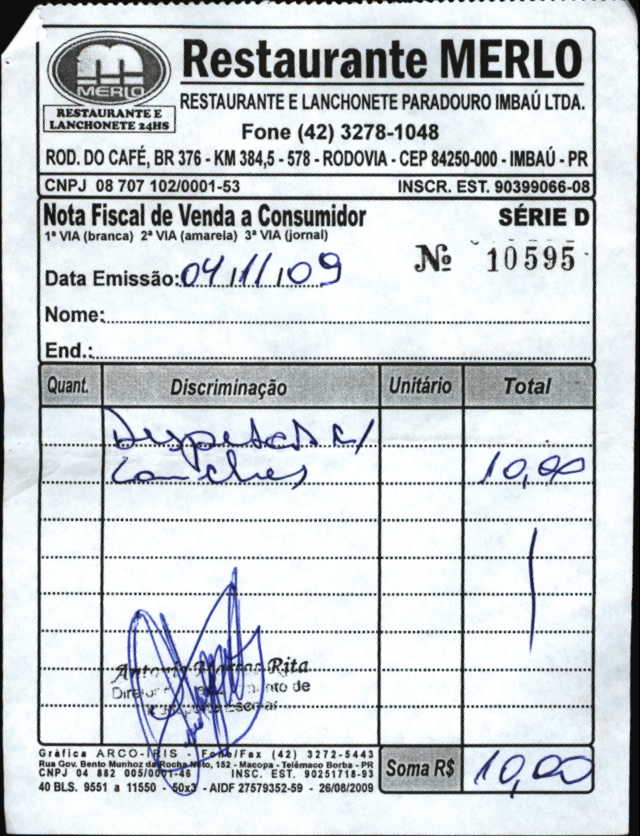 MERLO
RESTAURANTE E
LANCHONETE 24HS
Restaurante MERLO
RESTAURANTE E LANCHONETE PARADOURO IMBAÚ LTDA.
Fone (42) 3278-1048
ROD. DO CAFÉ, BR 376 - KM 384,5 - 578 - RODOVIA - CEP 84250-000 - IMBAÚ - PR
CNPJ 08 707 102/0001-53 INSCR. EST. 90399066-08
Nota Fiscal de Venda a Consumidor SÉRIE D
1ª VIA (branca) 2ª VIA (amarela) 3ª VIA (jornal)
Nº 10595
Data Emissão: 04/11/09
Nome:
End.:
Quant. Discriminação Unitário Total
Despesas c/
Lanches 10,00
Rita
Gráfica ARCO-IRIS - Fone/Fax (42) 3272-5443
Rua Gov. Bento Munhoz da Rocha Neto, 152 - Macopa - Telêmaco Borba - PR
CNPJ 04 882 005/0001-46 INSC. EST. 90251718-93
40 BLS. 9551 a 11550 - 50x3 - AIDF 27579352-59 - 26/08/2009
Soma R$ 10,00